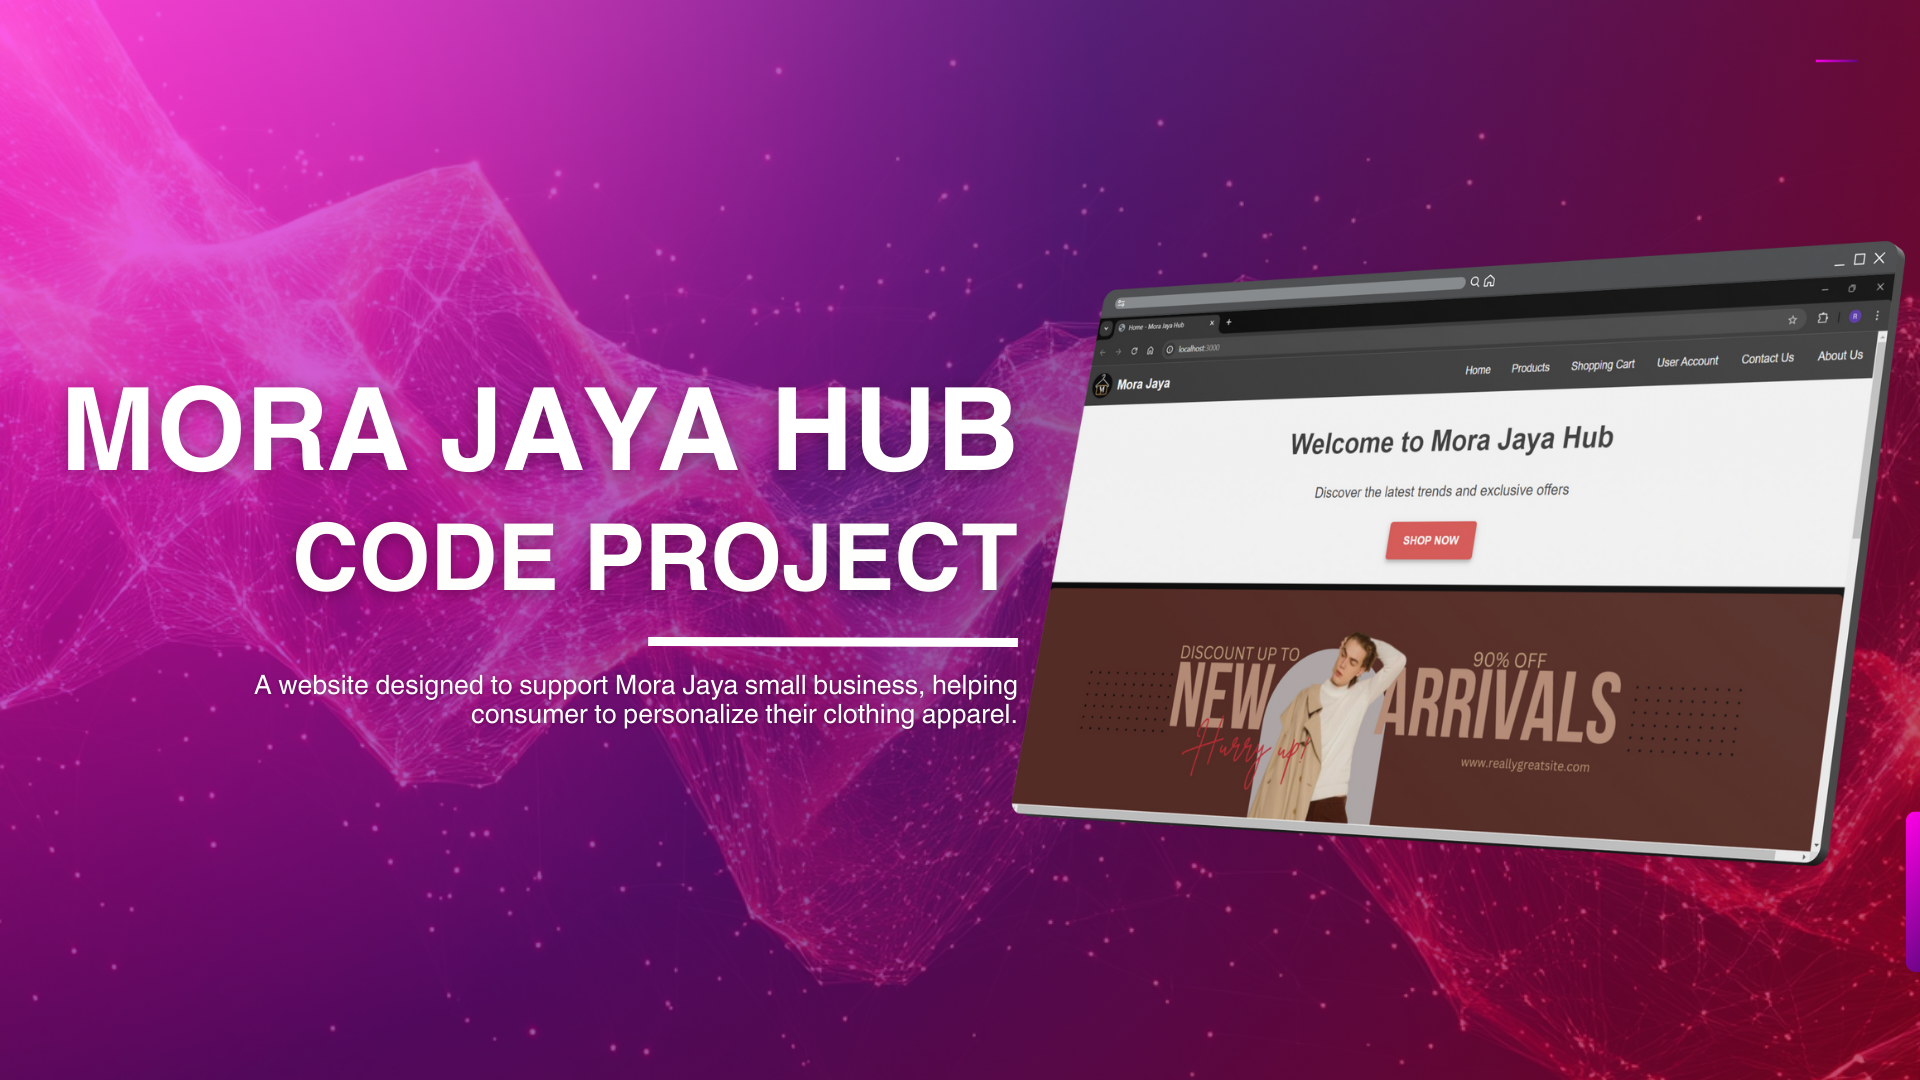 MORA JAYA HUB
CODE PROJECT
A website designed to support Mora Jaya small business, helping
consumer to personalize their clothing apparel.
Home - Mora Jaya Hub
localhost:3000
R
Mora Jaya
Home Products Shopping Cart User Account Contact Us About Us
Welcome to Mora Jaya Hub
Discover the latest trends and exclusive offers
SHOP NOW
DISCOUNT UP TO 90% OFF
NEW ARRIVALS
Hurry up!
www.reallygreatsite.com